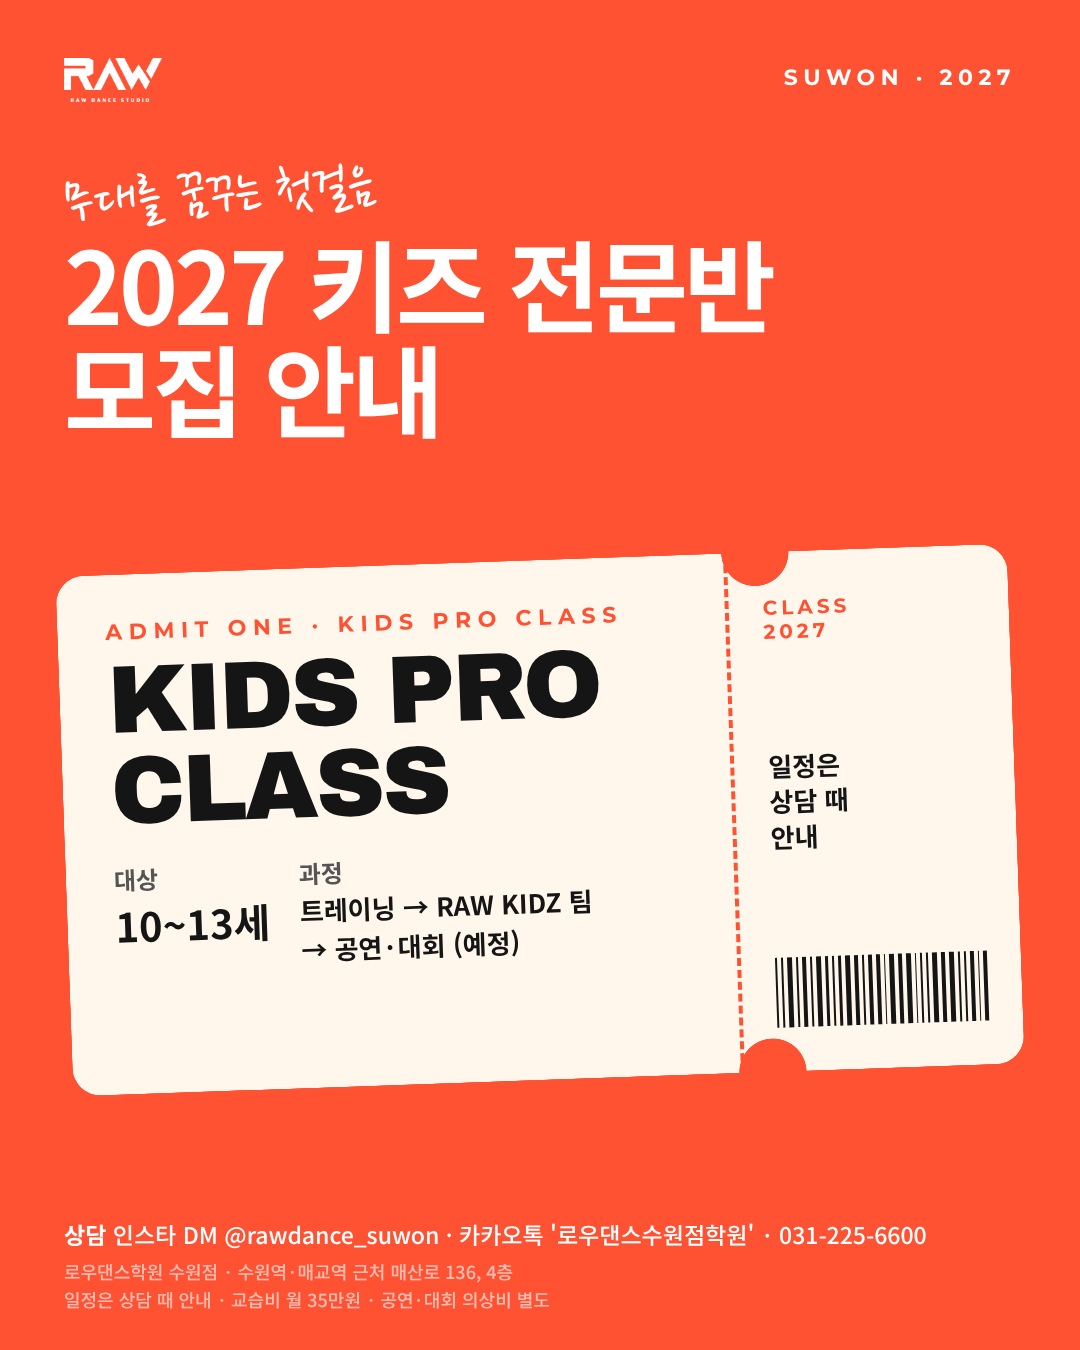 RAW
RAW DANCE STUDIO
SUWON · 2027
무대를 꿈꾸는 첫걸음
2027 키즈 전문반
모집 안내
ADMIT ONE · KIDS PRO CLASS
KIDS PRO
CLASS
대상
10~13세
과정
트레이닝 → RAW KIDZ 팀
→ 공연·대회 (예정)
CLASS
2027
일정은
상담 때
안내
상담 인스타 DM @rawdance_suwon · 카카오톡 '로우댄스수원점학원' · 031-225-6600
로우댄스학원 수원점 · 수원역·매교역 근처 매산로 136, 4층
일정은 상담 때 안내 · 교습비 월 35만원 · 공연·대회 의상비 별도